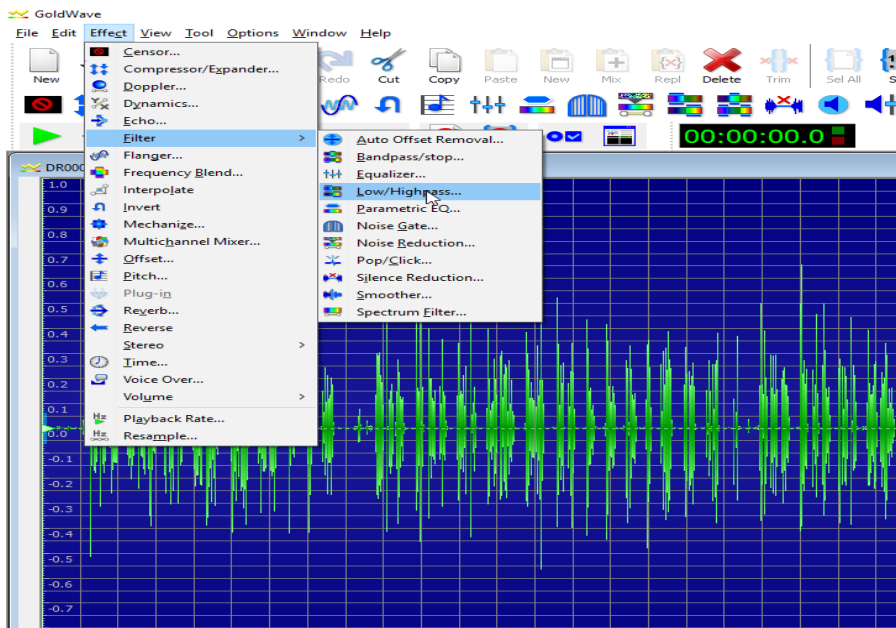 GoldWave
File Edit Effect View Tool Options Window Help
New Redo Cut Copy Paste New Mix Repl Delete Trim Sel All
00:00:00.0
Censor...
Compressor/Expander...
Doppler...
Dynamics...
Echo...
Filter >
Flanger...
Frequency Blend...
Interpolate
Invert
Mechanize...
Multichannel Mixer...
Offset...
Pitch...
Plug-in
Reverb...
Reverse
Stereo >
Time...
Voice Over...
Volume >
Hz Playback Rate...
Hz Resample...
Auto Offset Removal...
Bandpass/stop...
Equalizer...
Low/Highpass...
Parametric EQ...
Noise Gate...
Noise Reduction...
Pop/Click...
Silence Reduction...
Smoother...
Spectrum Filter...
1.0
0.9
0.8
0.7
0.6
0.5
0.4
0.3
0.2
0.1
0.0
-0.1
-0.2
-0.3
-0.4
-0.5
-0.6
-0.7